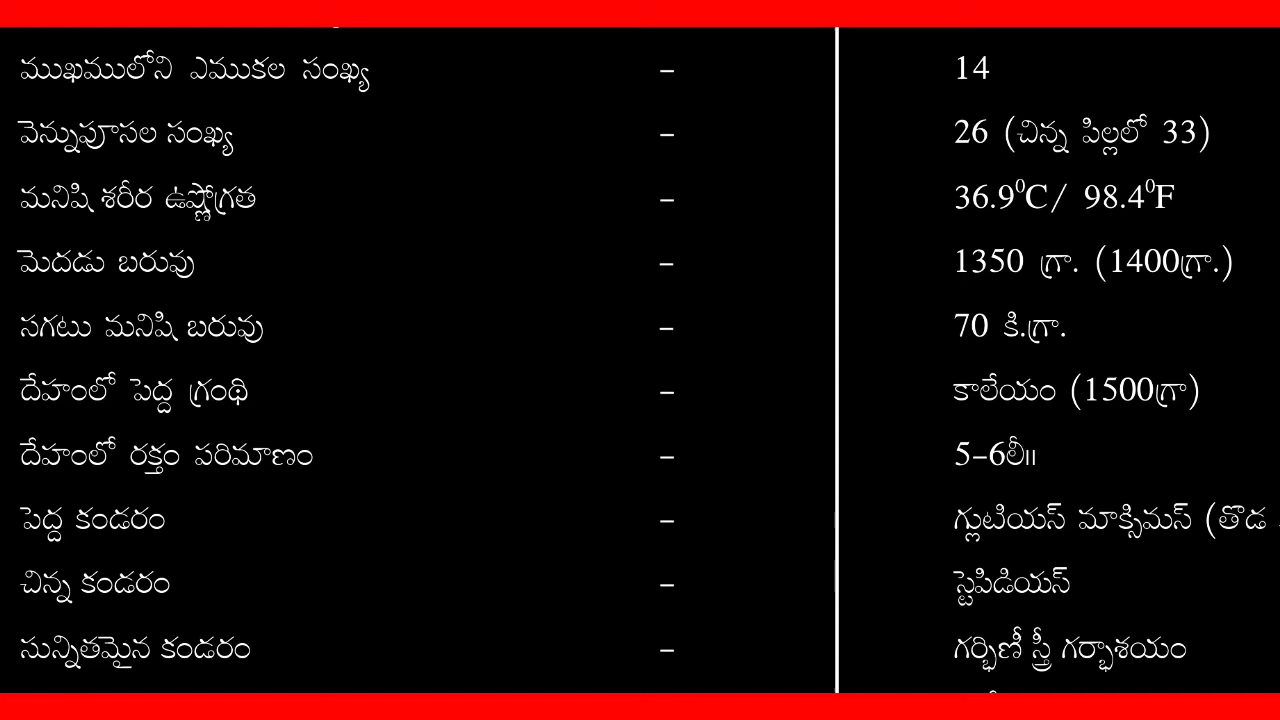 ముఖములోని ఎముకల సంఖ్య – 14
వెన్నుపూసల సంఖ్య – 26 (చిన్న పిల్లలో 33)
మనిషి శరీర ఉష్ణోగ్రత – 36.9⁰C/ 98.4⁰F
మెదడు బరువు – 1350 గ్రా. (1400గ్రా.)
సగటు మనిషి బరువు – 70 కి.గ్రా.
దేహంలో పెద్ద గ్రంథి – కాలేయం (1500గ్రా)
దేహంలో రక్తం పరిమాణం – 5-6లీ॥
పెద్ద కండరం – గ్లుటియస్ మాక్సిమస్ (తొడ
చిన్న కండరం – స్టెపిడియస్
సున్నితమైన కండరం – గర్భిణీ స్త్రీ గర్భాశయం